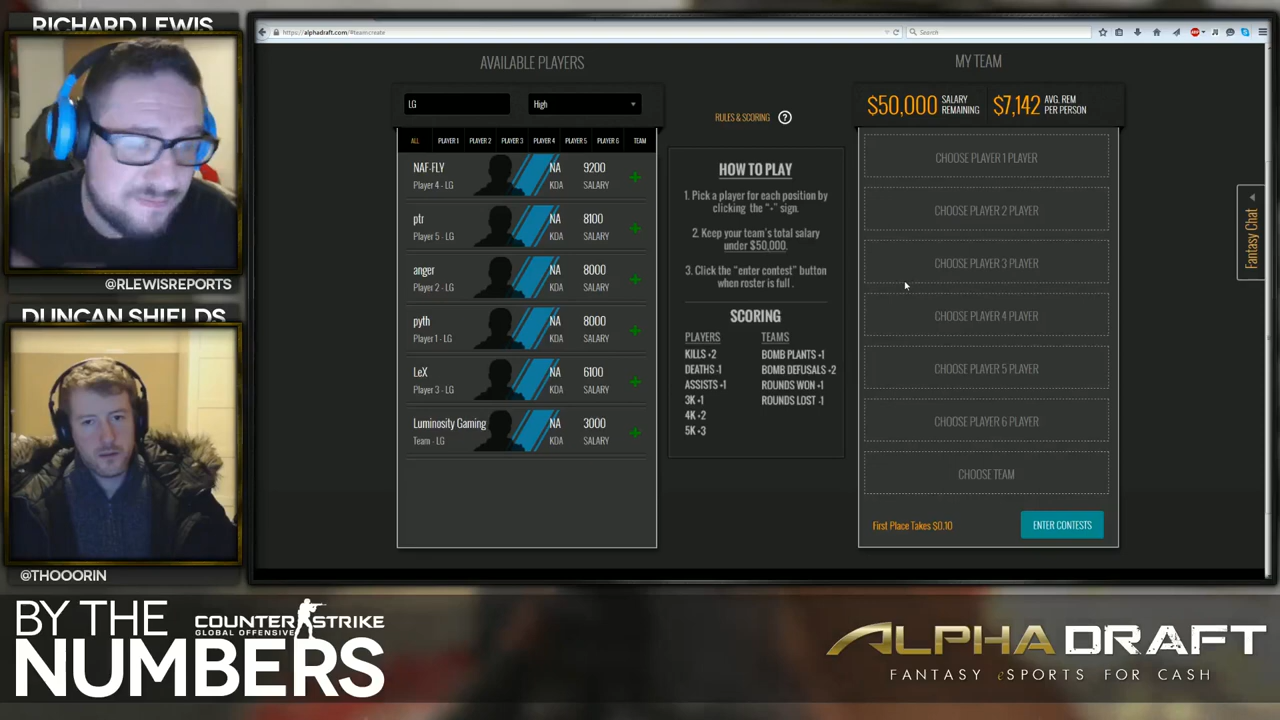 RICHARD LEWIS
@RLEWISREPORTS
DUNCAN SHIELDS
@THOOORIN
https://alphadraft.com/#teamcreate
Search
AVAILABLE PLAYERS
LG
High
ALL
PLAYER 1
PLAYER 2
PLAYER 3
PLAYER 4
PLAYER 5
PLAYER 6
TEAM
NAF-FLY NA 9200
Player 4 - LG KDA SALARY
ptr NA 8100
Player 5 - LG KDA SALARY
anger NA 8000
Player 2 - LG KDA SALARY
pyth NA 8000
Player 1 - LG KDA SALARY
LeX NA 6100
Player 3 - LG KDA SALARY
Luminosity Gaming NA 3000
Team - LG KDA SALARY
RULES & SCORING ?
HOW TO PLAY
1. Pick a player for each position by
clicking the "+" sign.
2. Keep your team's total salary
under $50,000.
3. Click the "enter contest" button
when roster is full .
SCORING
PLAYERS
KILLS +2
DEATHS -1
ASSISTS +1
3K +1
4K +2
5K +3
TEAMS
BOMB PLANTS +1
BOMB DEFUSALS +2
ROUNDS WON +1
ROUNDS LOST -1
MY TEAM
$50,000 SALARY REMAINING
$7,142 AVG. REM PER PERSON
CHOOSE PLAYER 1 PLAYER
CHOOSE PLAYER 2 PLAYER
CHOOSE PLAYER 3 PLAYER
CHOOSE PLAYER 4 PLAYER
CHOOSE PLAYER 5 PLAYER
CHOOSE PLAYER 6 PLAYER
CHOOSE TEAM
First Place Takes $0.10
ENTER CONTESTS
Fantasy Chat
BY THE
NUMBERS
COUNTER STRIKE
GLOBAL OFFENSIVE
ALPHADRAFT
FANTASY eSPORTS FOR CASH